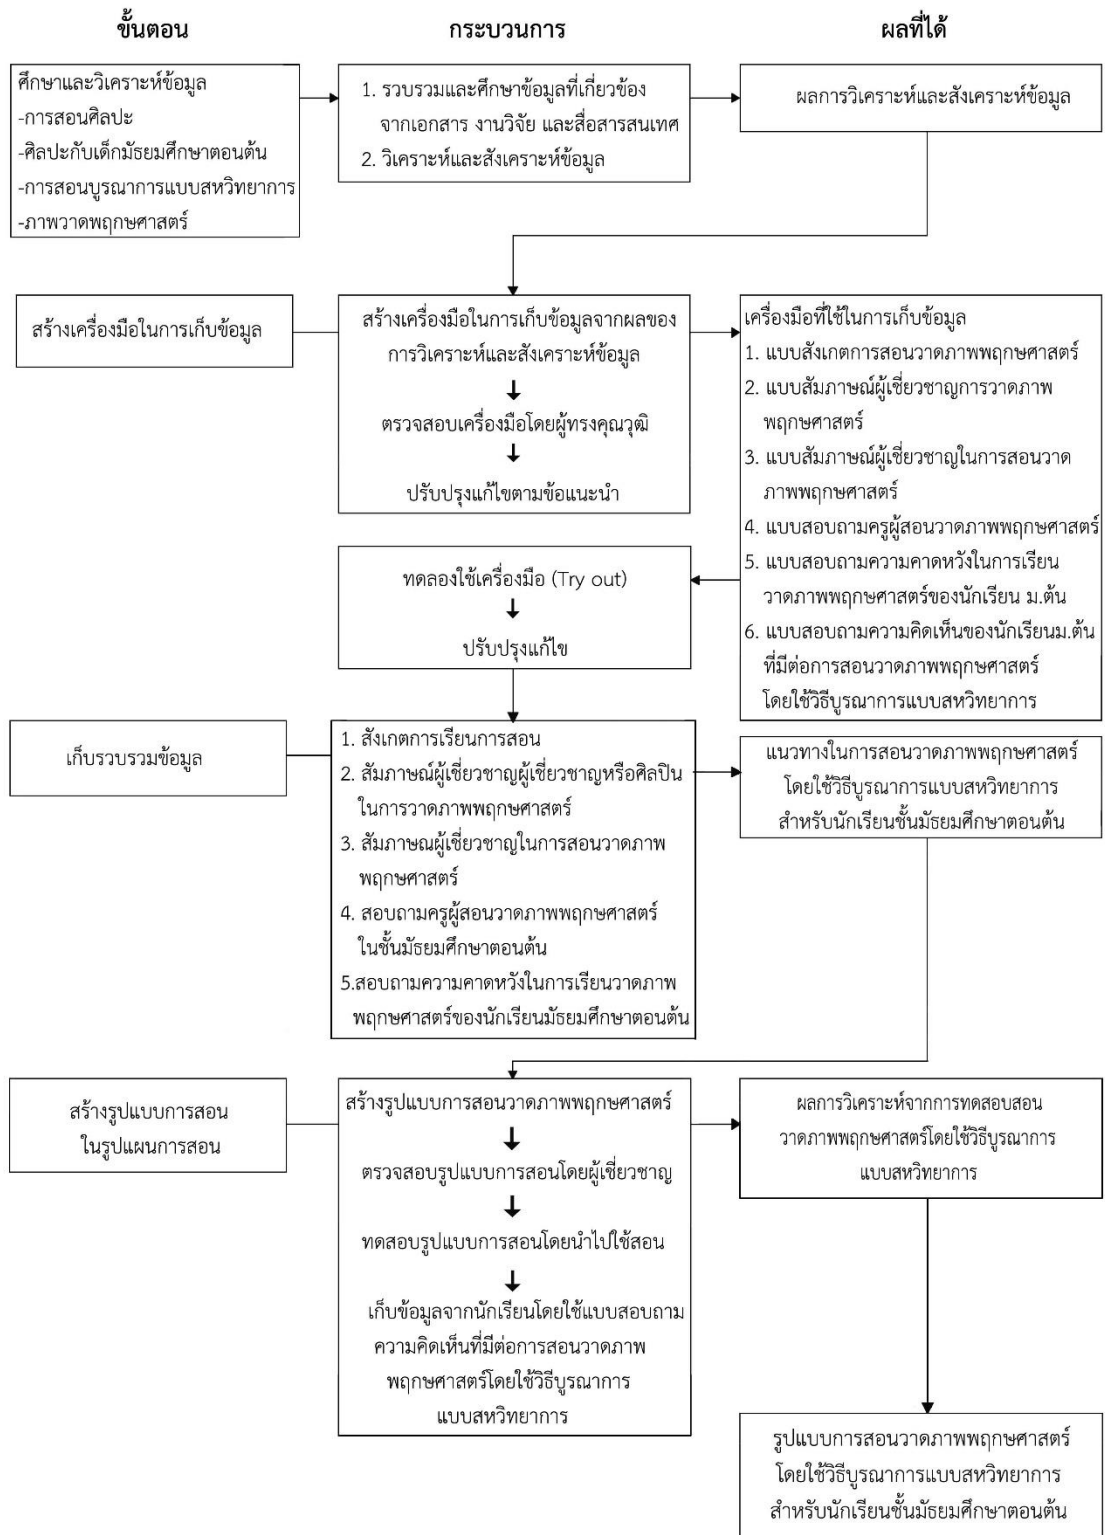 ขั้นตอน
กระบวนการ
ผลที่ได้
ศึกษาและวิเคราะห์ข้อมูล
-การสอนศิลปะ
-ศิลปะกับเด็กมัธยมศึกษาตอนต้น
-การสอนบูรณาการแบบสหวิทยาการ
-ภาพวาดพฤกษศาสตร์
1. รวบรวมและศึกษาข้อมูลที่เกี่ยวข้อง
จากเอกสาร งานวิจัย และสื่อสารสนเทศ
2. วิเคราะห์และสังเคราะห์ข้อมูล
ผลการวิเคราะห์และสังเคราะห์ข้อมูล
สร้างเครื่องมือในการเก็บข้อมูล
สร้างเครื่องมือในการเก็บข้อมูลจากผลของ
การวิเคราะห์และสังเคราะห์ข้อมูล
ตรวจสอบเครื่องมือโดยผู้ทรงคุณวุฒิ
ปรับปรุงแก้ไขตามข้อแนะนำ
เครื่องมือที่ใช้ในการเก็บข้อมูล
1. แบบสังเกตการสอนวาดภาพพฤกษศาสตร์
2. แบบสัมภาษณ์ผู้เชี่ยวชาญการวาดภาพ
พฤกษศาสตร์
3. แบบสัมภาษณ์ผู้เชี่ยวชาญในการสอนวาด
ภาพพฤกษศาสตร์
4. แบบสอบถามครูผู้สอนวาดภาพพฤกษศาสตร์
5. แบบสอบถามความคาดหวังในการเรียน
วาดภาพพฤกษศาสตร์ของนักเรียน ม.ต้น
6. แบบสอบถามความคิดเห็นของนักเรียนม.ต้น
ที่มีต่อการสอนวาดภาพพฤกษศาสตร์
โดยใช้วิธีบูรณาการแบบสหวิทยาการ
ทดลองใช้เครื่องมือ (Try out)
ปรับปรุงแก้ไข
เก็บรวบรวมข้อมูล
1. สังเกตการเรียนการสอน
2. สัมภาษณ์ผู้เชี่ยวชาญผู้เชี่ยวชาญหรือศิลปิน
ในการวาดภาพพฤกษศาสตร์
3. สัมภาษณผู้เชี่ยวชาญในการสอนวาดภาพ
พฤกษศาสตร์
4. สอบถามครูผู้สอนวาดภาพพฤกษศาสตร์
ในชั้นมัธยมศึกษาตอนต้น
5.สอบถามความคาดหวังในการเรียนวาดภาพ
พฤกษศาสตร์ของนักเรียนมัธยมศึกษาตอนต้น
แนวทางในการสอนวาดภาพพฤกษศาสตร์
โดยใช้วิธีบูรณาการแบบสหวิทยาการ
สำหรับนักเรียนชั้นมัธยมศึกษาตอนต้น
สร้างรูปแบบการสอน
ในรูปแผนการสอน
สร้างรูปแบบการสอนวาดภาพพฤกษศาสตร์
ตรวจสอบรูปแบบการสอนโดยผู้เชี่ยวชาญ
ทดสอบรูปแบบการสอนโดยนำไปใช้สอน
เก็บข้อมูลจากนักเรียนโดยใช้แบบสอบถาม
ความคิดเห็นที่มีต่อการสอนวาดภาพ
พฤกษศาสตร์โดยใช้วิธีบูรณาการ
แบบสหวิทยาการ
ผลการวิเคราะห์จากการทดสอบสอน
วาดภาพพฤกษศาสตร์โดยใช้วิธีบูรณาการ
แบบสหวิทยาการ
รูปแบบการสอนวาดภาพพฤกษศาสตร์
โดยใช้วิธีบูรณาการแบบสหวิทยาการ
สำหรับนักเรียนชั้นมัธยมศึกษาตอนต้น